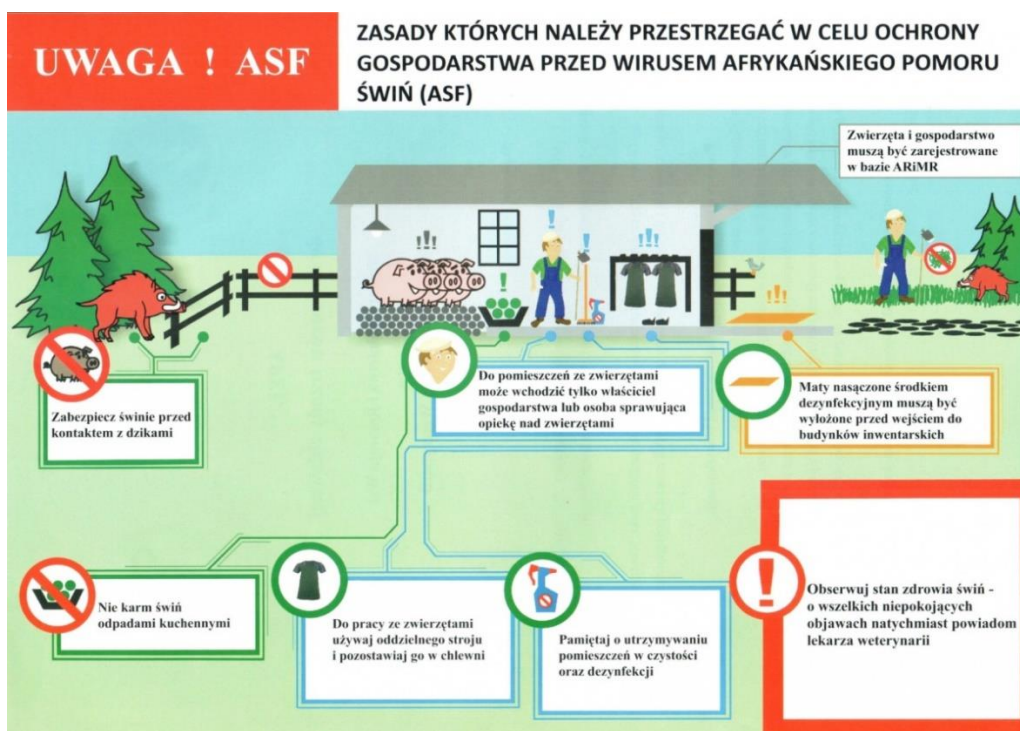 UWAGA ! ASF
ZASADY KTÓRYCH NALEŻY PRZESTRZEGAĆ W CELU OCHRONY
GOSPODARSTWA PRZED WIRUSEM AFRYKAŃSKIEGO POMORU
ŚWIŃ (ASF)
Zwierzęta i gospodarstwo
muszą być zarejestrowane
w bazie ARiMR
Zabezpiecz świnie przed
kontaktem z dzikami
Do pomieszczeń ze zwierzętami
może wchodzić tylko właściciel
gospodarstwa lub osoba sprawująca
opiekę nad zwierzętami
Maty nasączone środkiem
dezynfekcyjnym muszą być
wyłożone przed wejściem do
budynków inwentarskich
Nie karm świń
odpadami kuchennymi
Do pracy ze zwierzętami
używaj oddzielnego stroju
i pozostawiaj go w chlewni
Pamiętaj o utrzymywaniu
pomieszczeń w czystości
oraz dezynfekcji
Obserwuj stan zdrowia świń -
o wszelkich niepokojących
objawach natychmiast powiadom
lekarza weterynarii